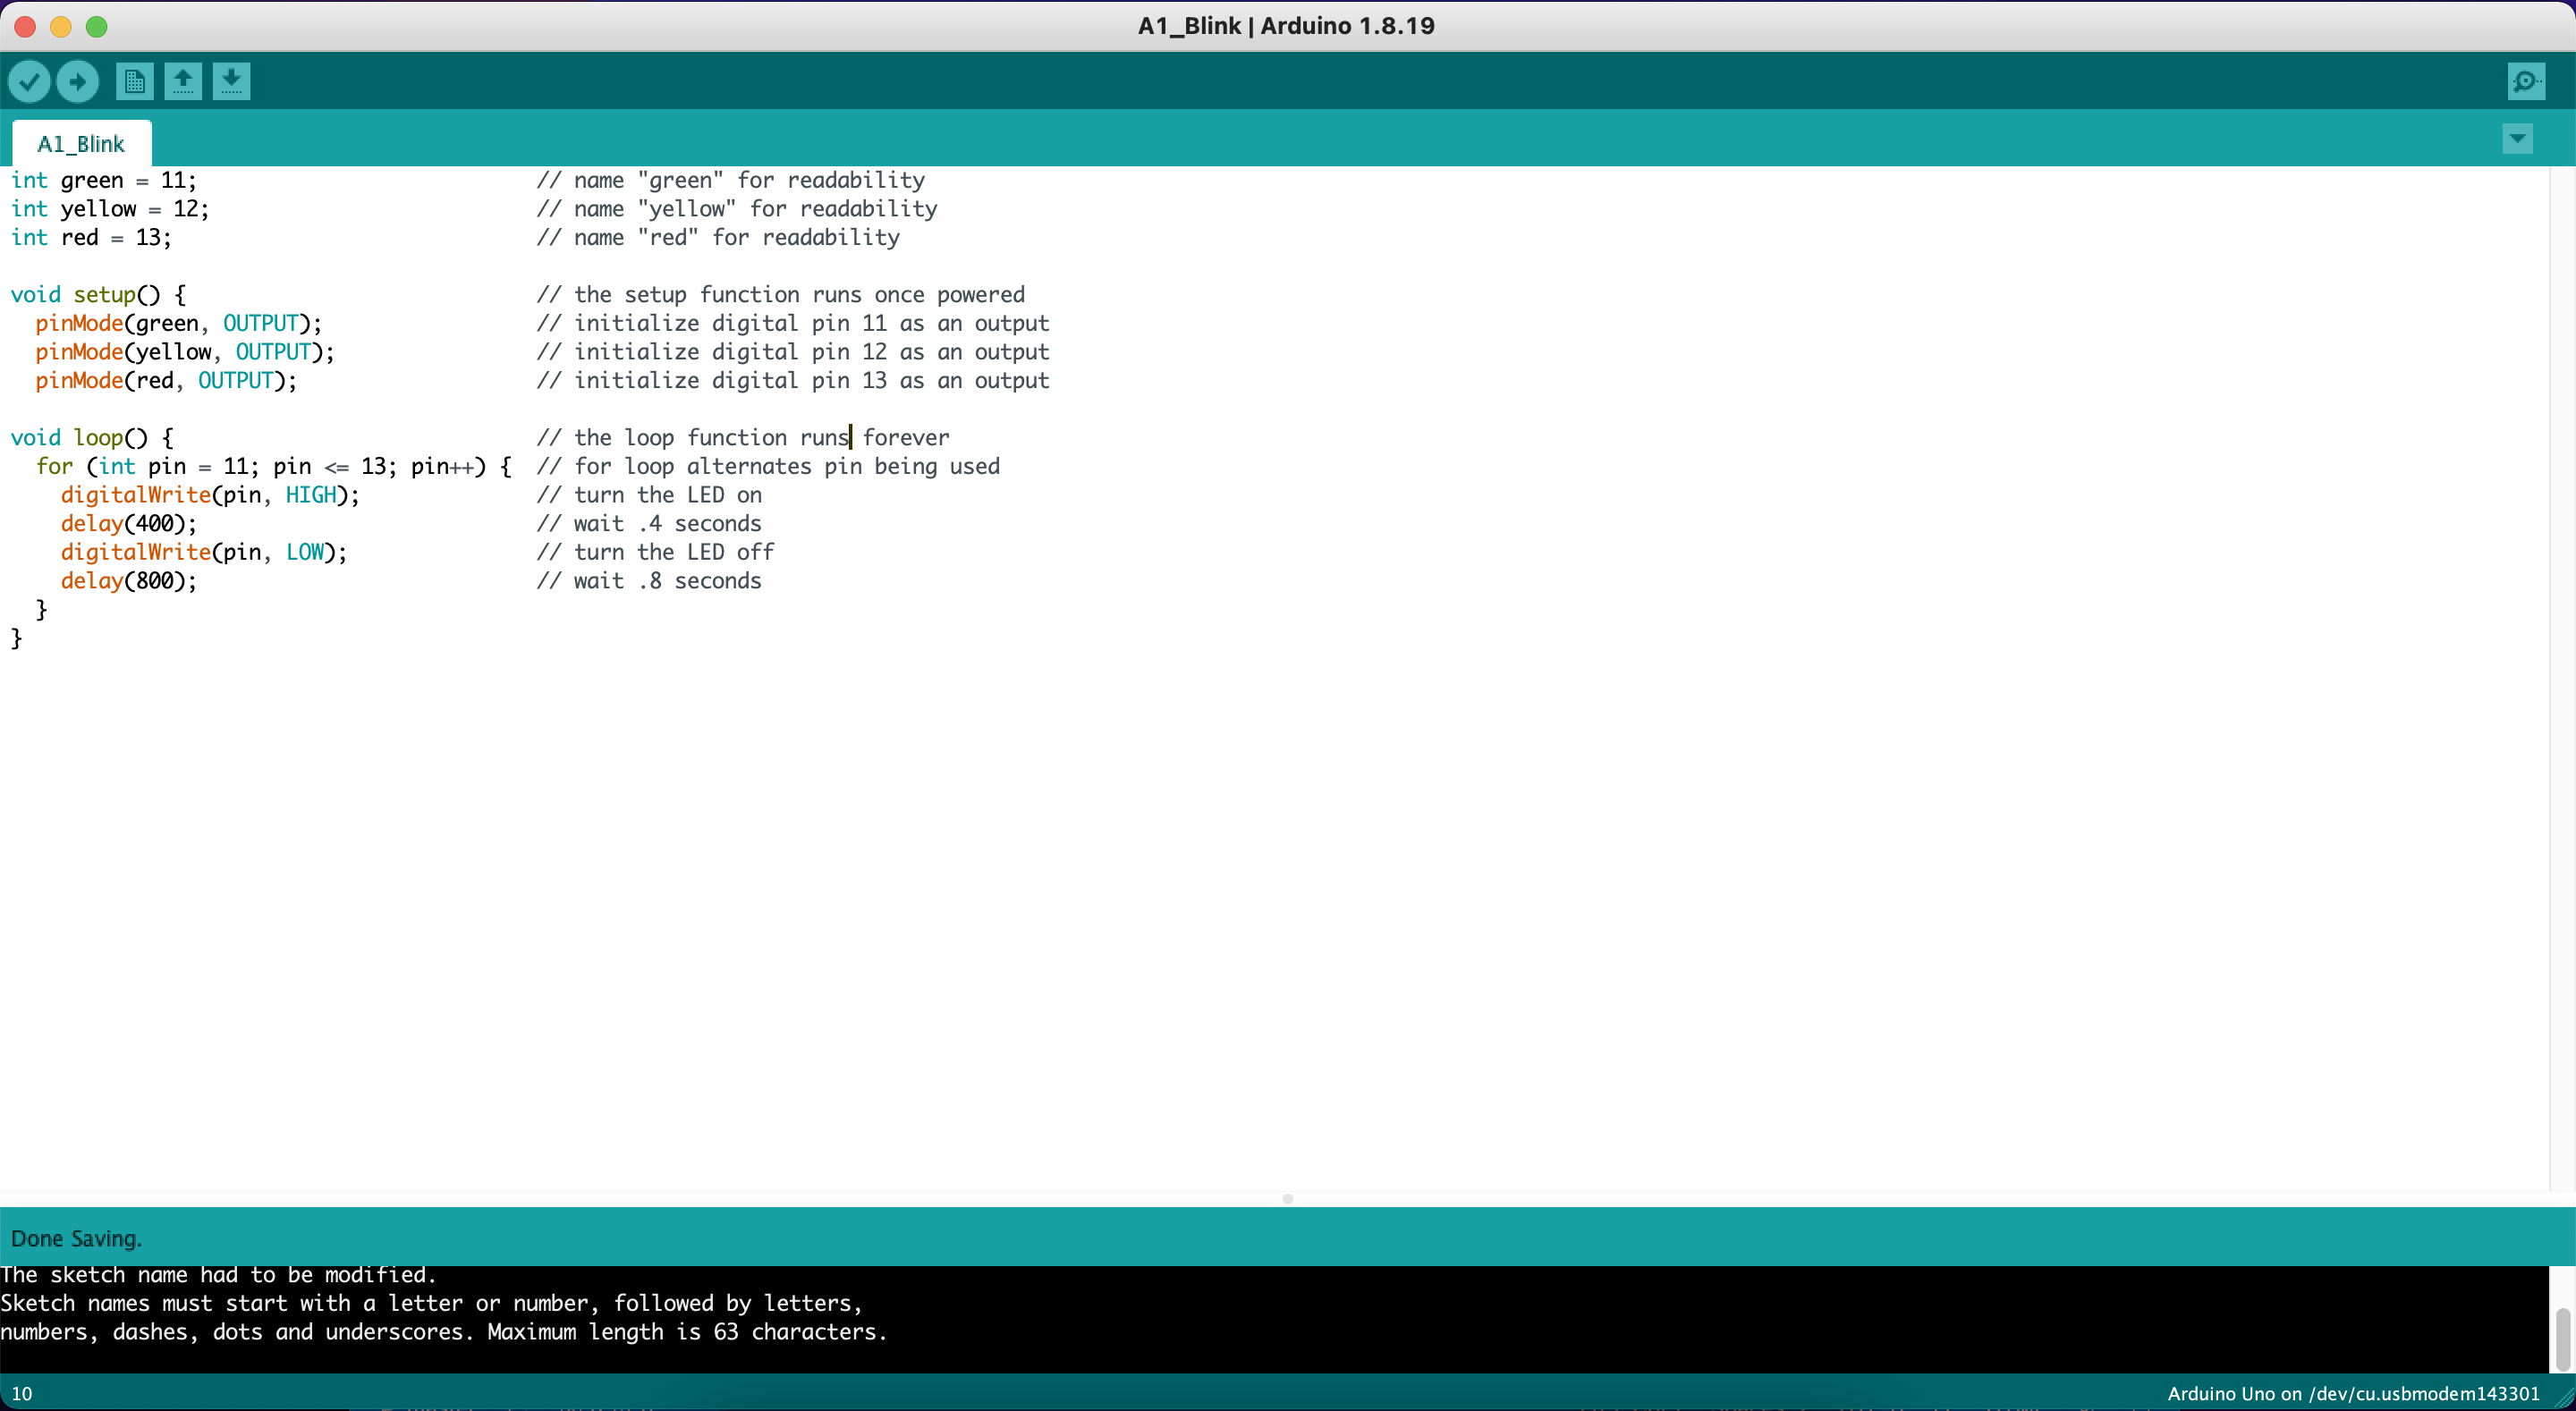 A1_Blink | Arduino 1.8.19
A1_Blink
int green = 11; // name "green" for readability
int yellow = 12; // name "yellow" for readability
int red = 13; // name "red" for readability
void setup() { // the setup function runs once powered
pinMode(green, OUTPUT); // initialize digital pin 11 as an output
pinMode(yellow, OUTPUT); // initialize digital pin 12 as an output
pinMode(red, OUTPUT); // initialize digital pin 13 as an output
void loop() { // the loop function runs forever
for (int pin = 11; pin <= 13; pin++) { // for loop alternates pin being used
digitalWrite(pin, HIGH); // turn the LED on
delay(400); // wait .4 seconds
digitalWrite(pin, LOW); // turn the LED off
delay(800); // wait .8 seconds
}
}
Done Saving.
The sketch name had to be modified.
Sketch names must start with a letter or number, followed by letters,
numbers, dashes, dots and underscores. Maximum length is 63 characters.
10 Arduino Uno on /dev/cu.usbmodem143301